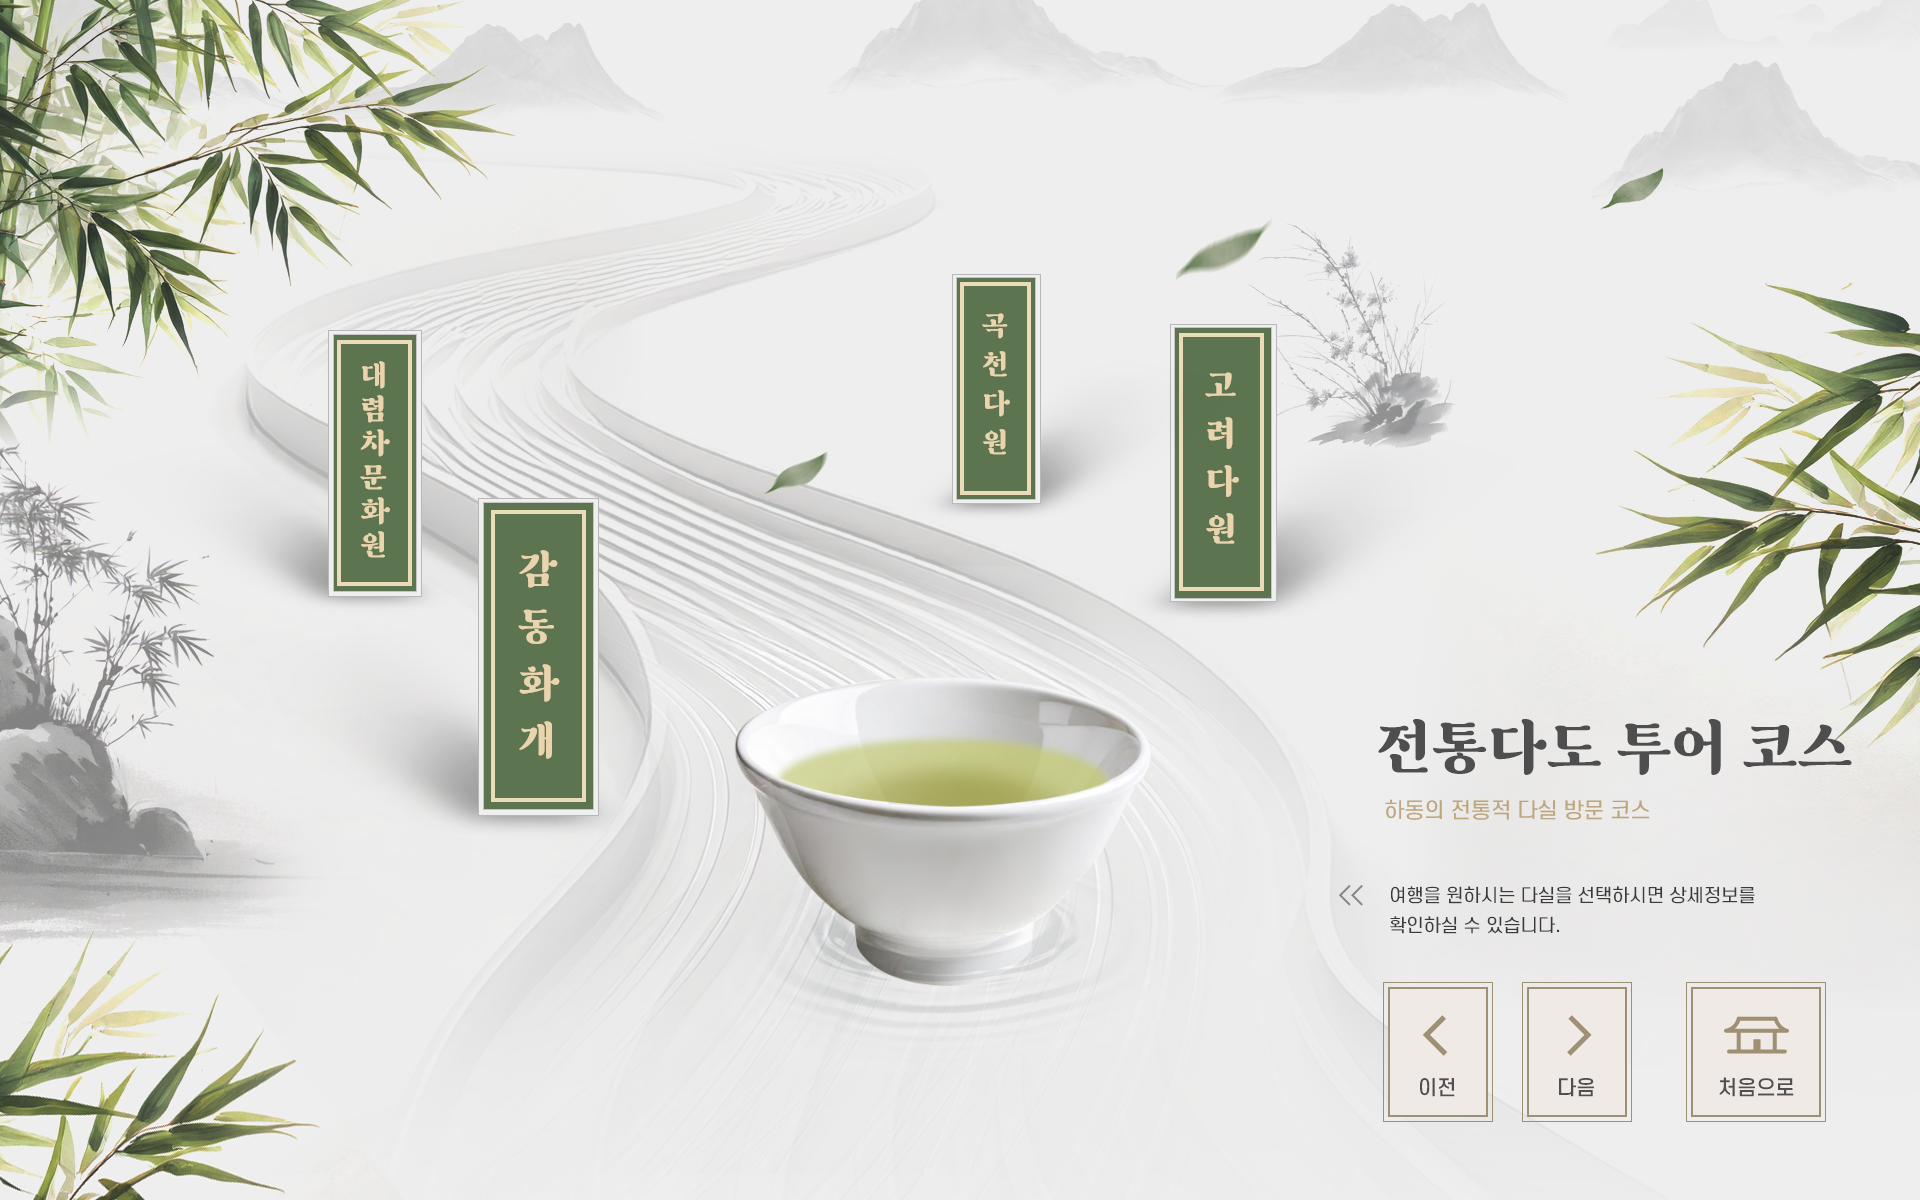 대렴차문화원
감동화개
곡천다원
고려다원
전통다도 투어 코스
하동의 전통적 다실 방문 코스
여행을 원하시는 다실을 선택하시면 상세정보를
확인하실 수 있습니다.
이전
다음
처음으로